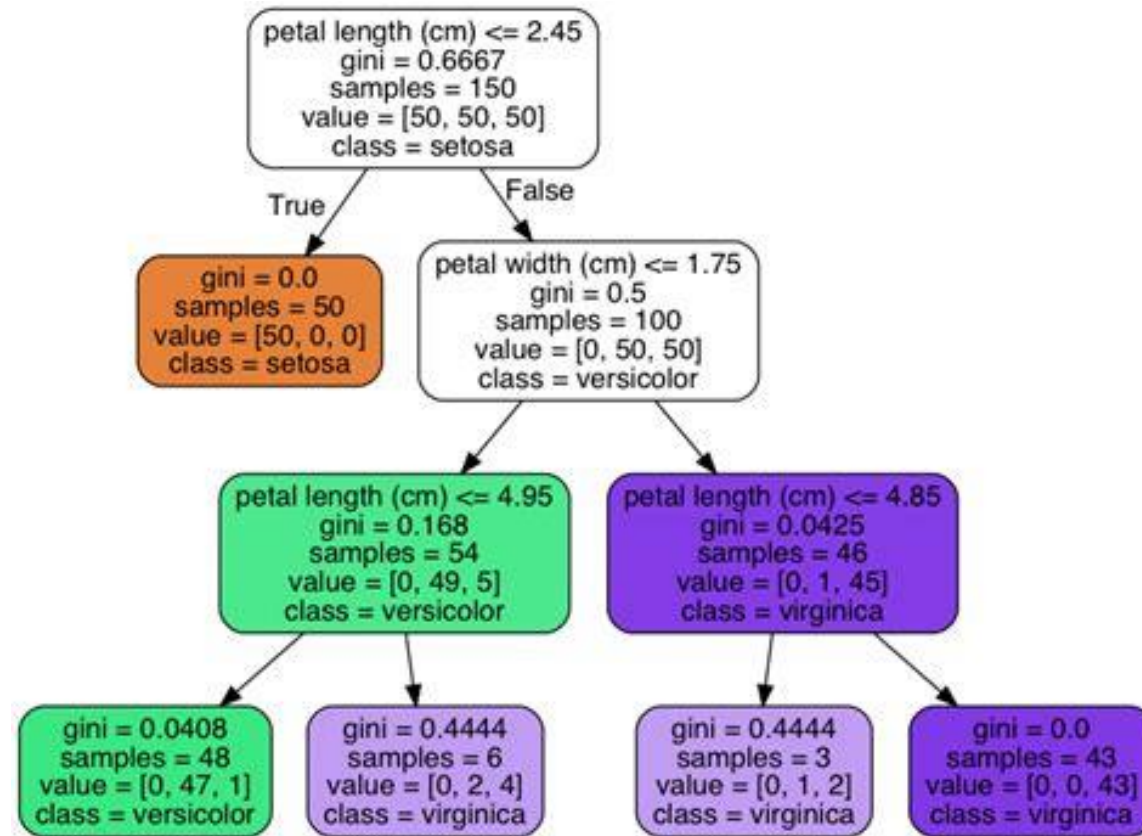 petal length (cm) <= 2.45
gini = 0.6667
samples = 150
value = [50, 50, 50]
class = setosa
True
False
gini = 0.0
samples = 50
value = [50, 0, 0]
class = setosa
petal width (cm) <= 1.75
gini = 0.5
samples = 100
value = [0, 50, 50]
class = versicolor
petal length (cm) <= 4.95
gini = 0.168
samples = 54
value = [0, 49, 5]
class = versicolor
petal length (cm) <= 4.85
gini = 0.0425
samples = 46
value = [0, 1, 45]
class = virginica
gini = 0.0408
samples = 48
value = [0, 47, 1]
class = versicolor
gini = 0.4444
samples = 6
value = [0, 2, 4]
class = virginica
gini = 0.4444
samples = 3
value = [0, 1, 2]
class = virginica
gini = 0.0
samples = 43
value = [0, 0, 43]
class = virginica